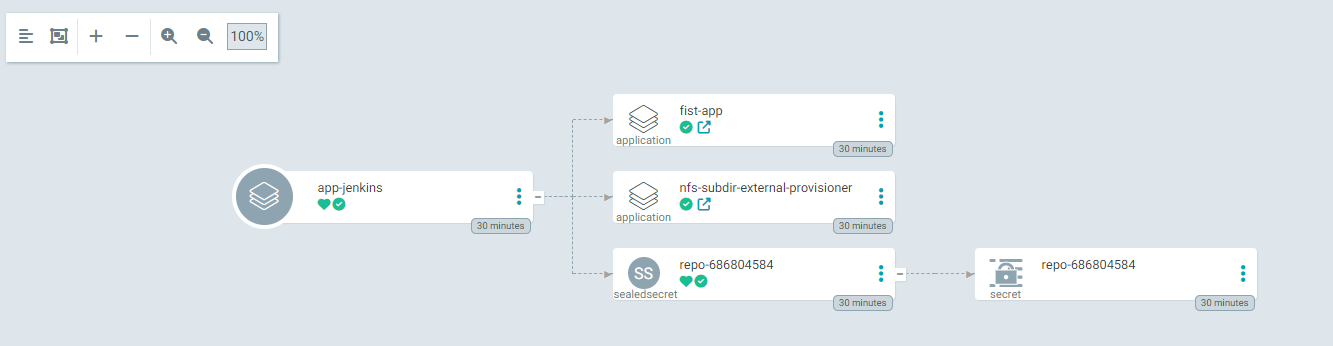 100%
fist-app
application
30 minutes
app-jenkins
30 minutes
nfs-subdir-external-provisioner
application
30 minutes
SS
repo-686804584
sealedsecret
30 minutes
repo-686804584
secret
30 minutes